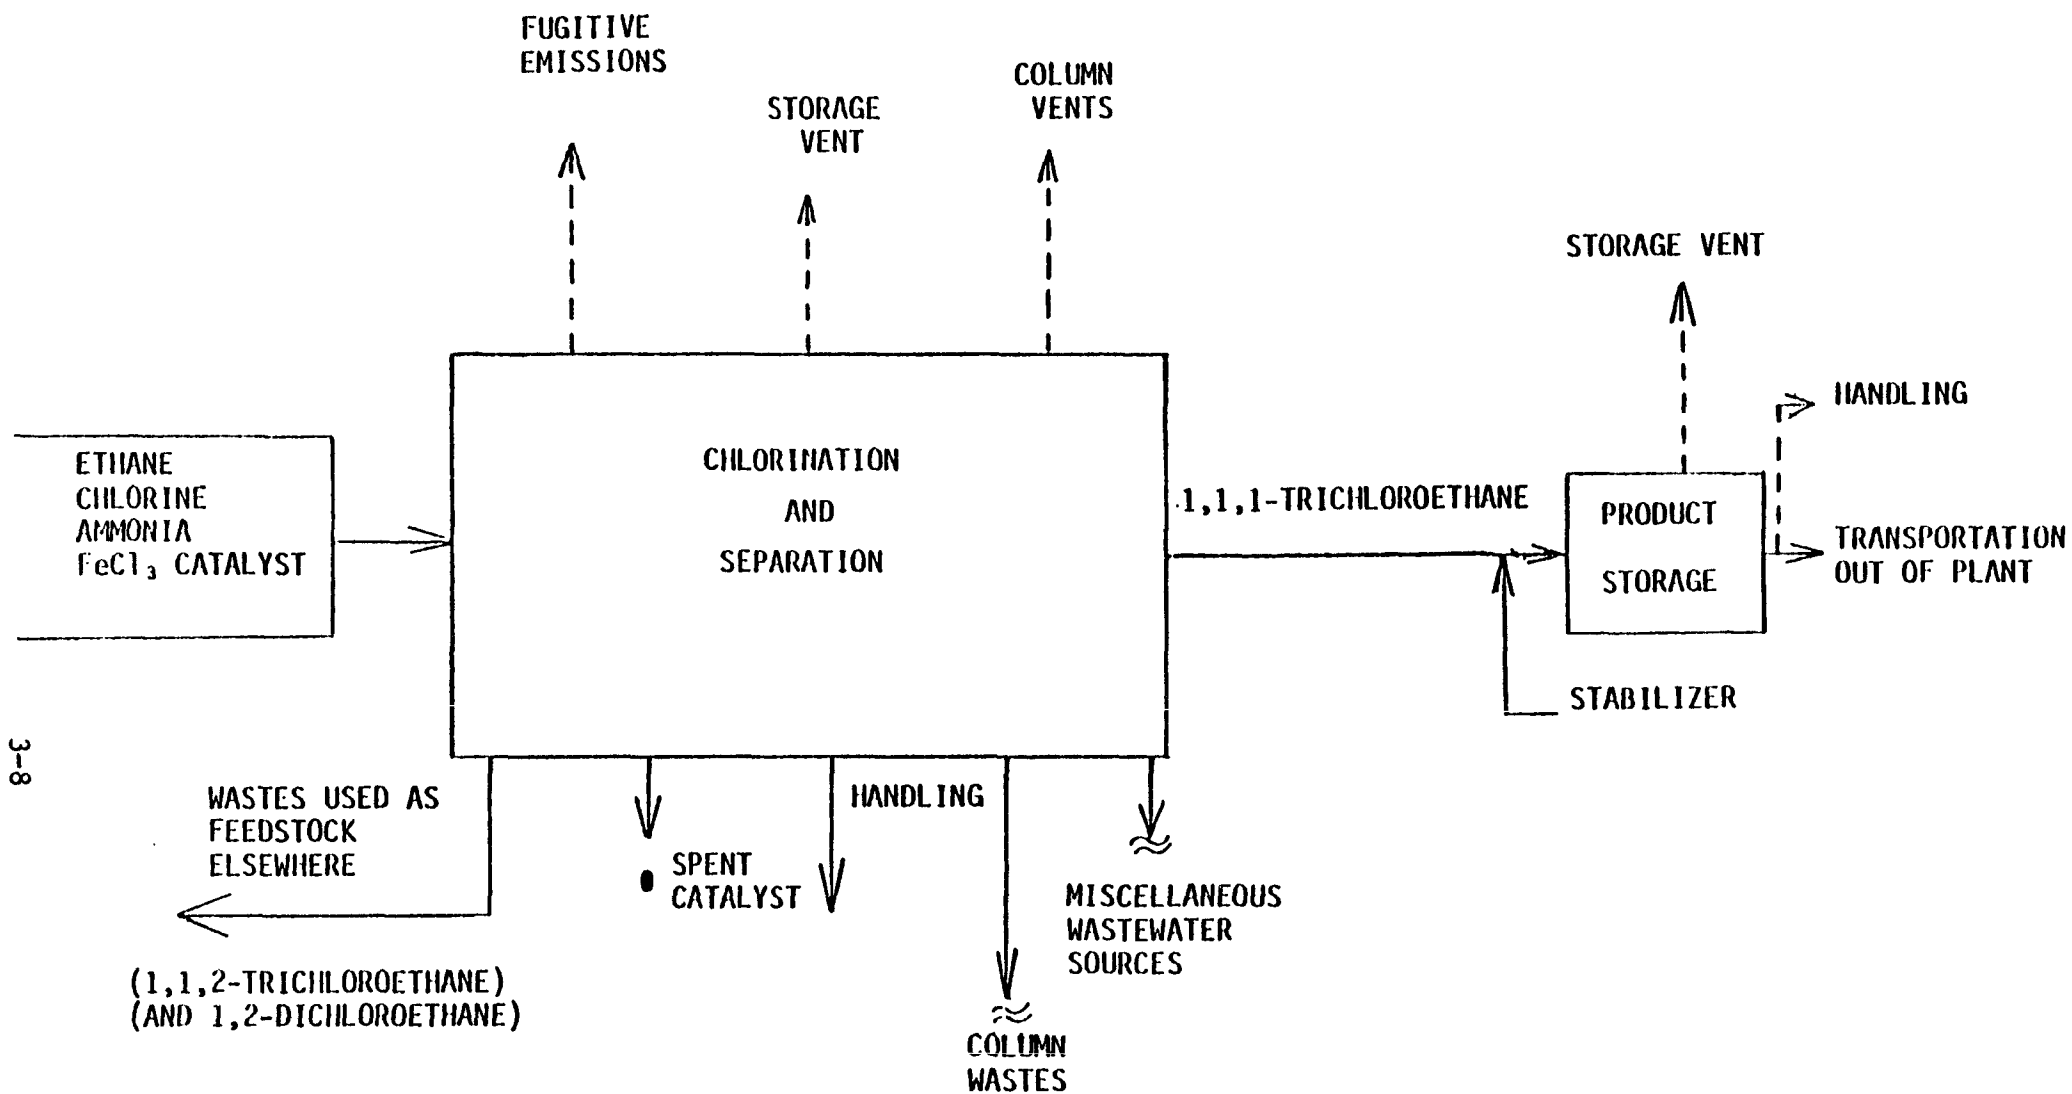 FUGITIVE
EMISSIONS
STORAGE
VENT
COLUMN
VENTS
STORAGE VENT
HANDLING
ETHANE
CHLORINE
AMMONIA
FeCl₃ CATALYST
CHLORINATION
AND
SEPARATION
1,1,1-TRICHLOROETHANE
PRODUCT
STORAGE
TRANSPORTATION
OUT OF PLANT
STABILIZER
3-8
WASTES USED AS
FEEDSTOCK
ELSEWHERE
(1,1,2-TRICHLOROETHANE)
(AND 1,2-DICHLOROETHANE)
SPENT
CATALYST
HANDLING
COLUMN
WASTES
MISCELLANEOUS
WASTEWATER
SOURCES